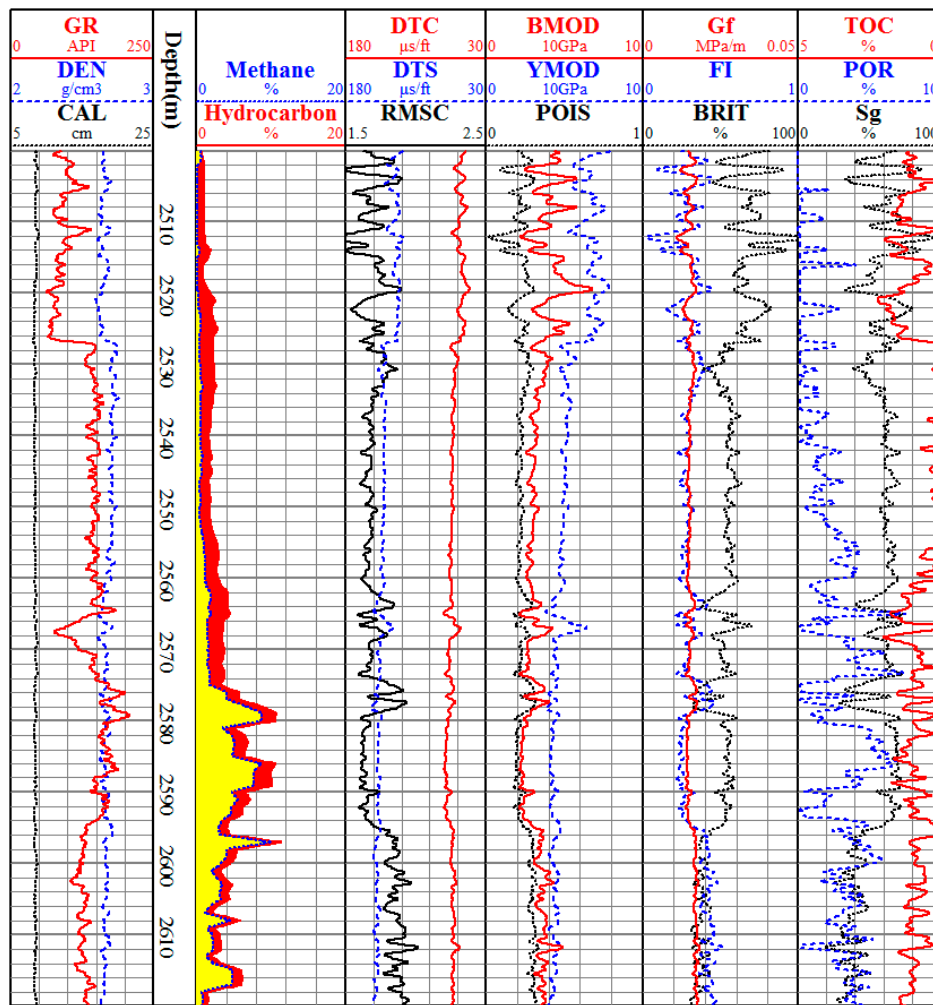 GR
0 API 250
DEN
2 g/cm3 3
CAL
5 cm 25
Depth(m)
Methane
0 % 20
Hydrocarbon
0 % 20
DTC
180 μs/ft 30
DTS
180 μs/ft 30
RMSC
1.5 2.5
BMOD
0 10GPa 10
YMOD
0 10GPa 10
POIS
0 1
Gf
0 MPa/m 0.05
FI
0 1
BRIT
0 % 100
TOC
5 % 0
POR
0 % 10
Sg
0 % 100
2510
2520
2530
2540
2550
2560
2570
2580
2590
2600
2610